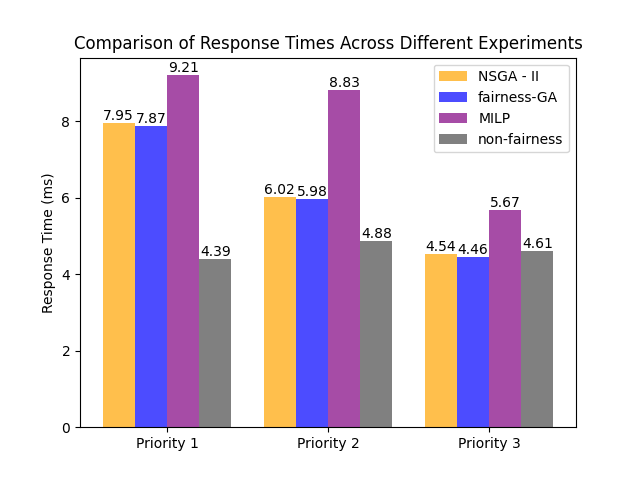 Comparison of Response Times Across Different Experiments
NSGA - II
fairness-GA
MILP
non-fairness
Response Time (ms)
8
6
4
2
0
7.95
7.87
9.21
4.39
6.02
5.98
8.83
4.88
4.54
4.46
5.67
4.61
Priority 1
Priority 2
Priority 3